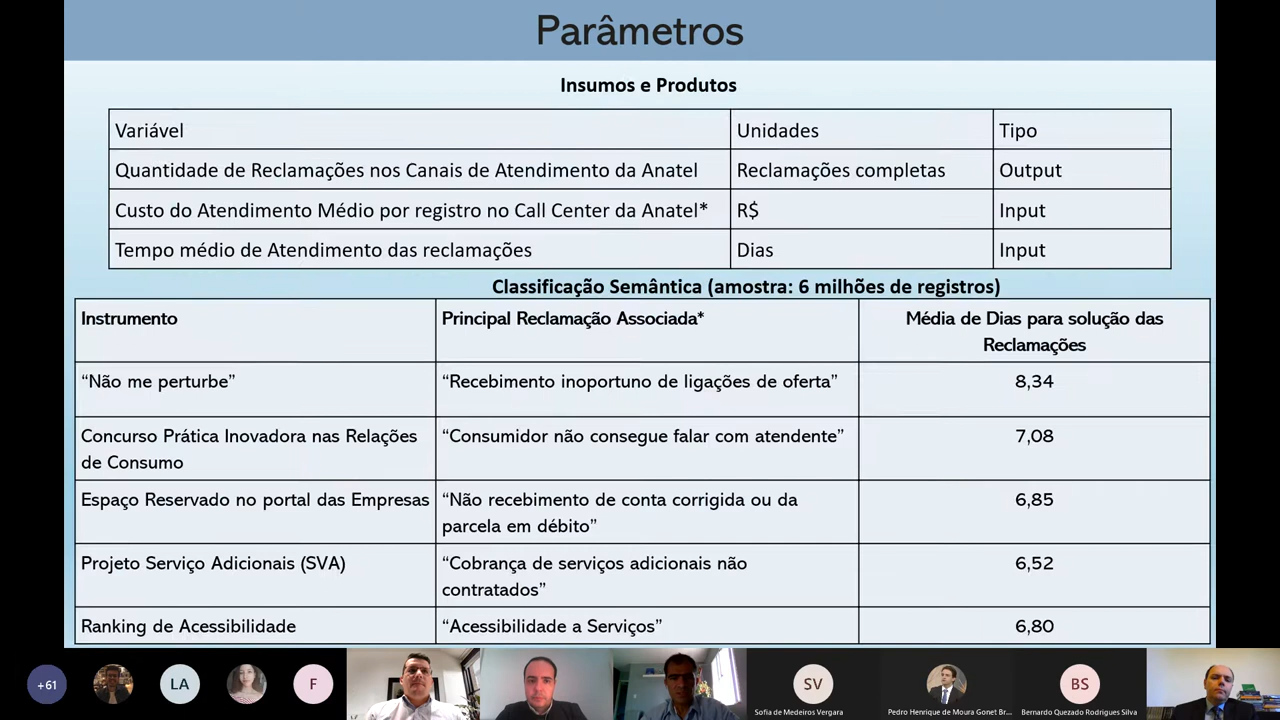 Parâmetros
Insumos e Produtos
Variável Unidades Tipo
Quantidade de Reclamações nos Canais de Atendimento da Anatel Reclamações completas Output
Custo do Atendimento Médio por registro no Call Center da Anatel* R$ Input
Tempo médio de Atendimento das reclamações Dias Input
Classificação Semântica (amostra: 6 milhões de registros)
Instrumento Principal Reclamação Associada* Média de Dias para solução das
Reclamações
“Não me perturbe” “Recebimento inoportuno de ligações de oferta” 8,34
Concurso Prática Inovadora nas Relações “Consumidor não consegue falar com atendente” 7,08
de Consumo
Espaço Reservado no portal das Empresas “Não recebimento de conta corrigida ou da 6,85
parcela em débito”
Projeto Serviço Adicionais (SVA) “Cobrança de serviços adicionais não 6,52
contratados”
Ranking de Acessibilidade “Acessibilidade a Serviços” 6,80
+61 LA F SV BS
Sofia de Medeiros Vergara Pedro Henrique de Moura Gonet Br... Bernardo Quezado Rodrigues Silva